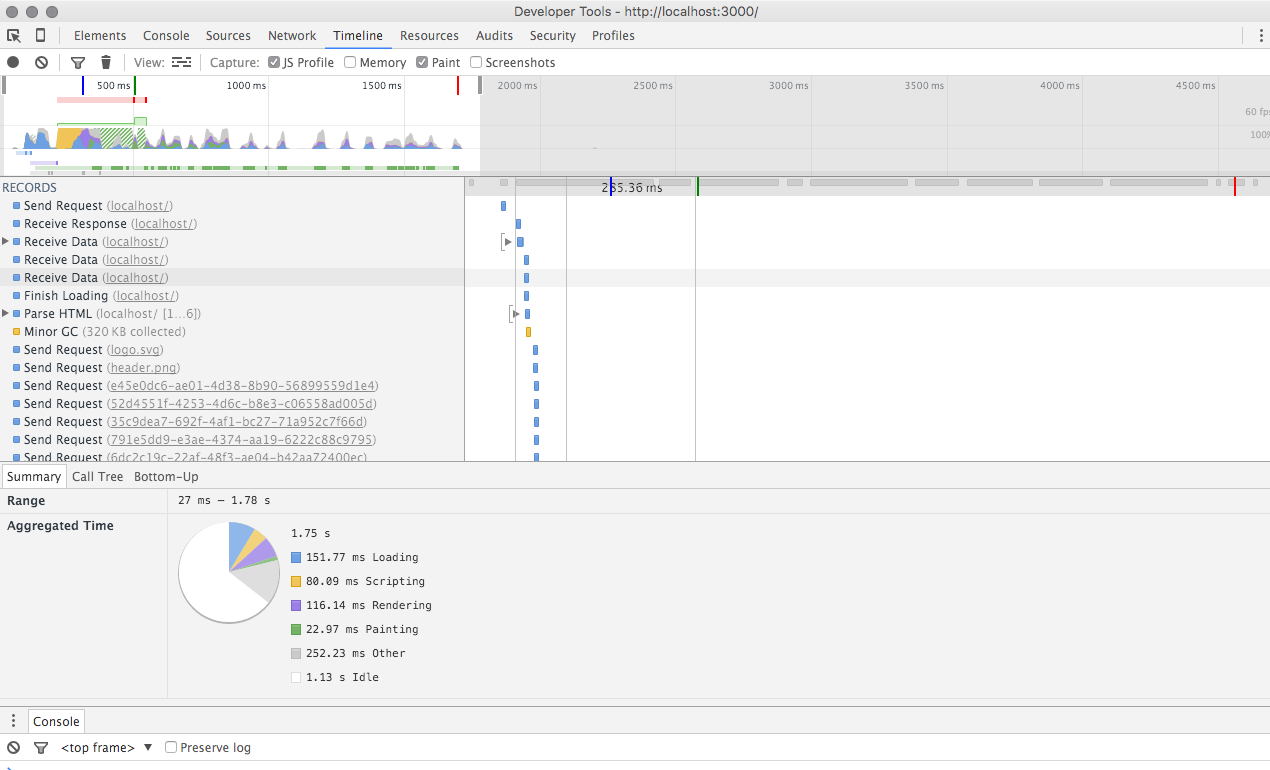 Developer Tools - http://localhost:3000/
Elements Console Sources Network Timeline Resources Audits Security Profiles
View: Capture: JS Profile Memory Paint Screenshots
500 ms 1000 ms 1500 ms 2000 ms 2500 ms 3000 ms 3500 ms 4000 ms 4500 ms
60 fps
100%
RECORDS
ms
Send Request (localhost/)
Receive Response (localhost/)
Receive Data (localhost/)
Receive Data (localhost/)
Receive Data (localhost/)
Finish Loading (localhost/)
Parse HTML (localhost/ [1…6])
Minor GC (320 KB collected)
Send Request (logo.svg)
Send Request (header.png)
Send Request (e45e0dc6-ae01-4d38-8b90-56899559d1e4)
Send Request (52d4551f-4253-4d6c-b8e3-c06558ad005d)
Send Request (35c9dea7-692f-4af1-bc27-71a952c7f66d)
Send Request (791e5dd9-e3ae-4374-aa19-6222c88c9795)
Send Request (6dc2c19c-22af-48f3-ae04-b42aa72400ec)
Summary Call Tree Bottom-Up
Range 27 ms – 1.78 s
Aggregated Time
1.75 s
151.77 ms Loading
80.09 ms Scripting
116.14 ms Rendering
22.97 ms Painting
252.23 ms Other
1.13 s Idle
Console
<top frame> ▼ Preserve log